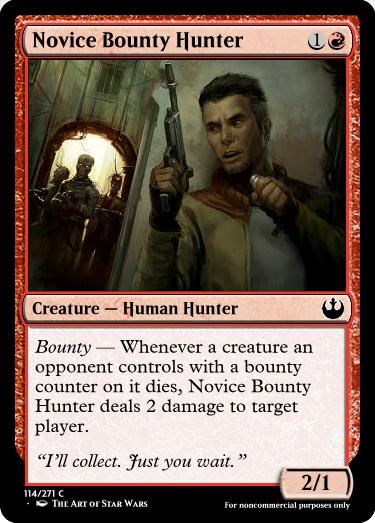 Novice Bounty Hunter 1
Creature — Human Hunter
Bounty — Whenever a creature an
opponent controls with a bounty
counter on it dies, Novice Bounty
Hunter deals 2 damage to target
player.
“I’ll collect. Just you wait.”
2/1
114/271 C
· The Art of Star Wars
For noncommercial purposes only